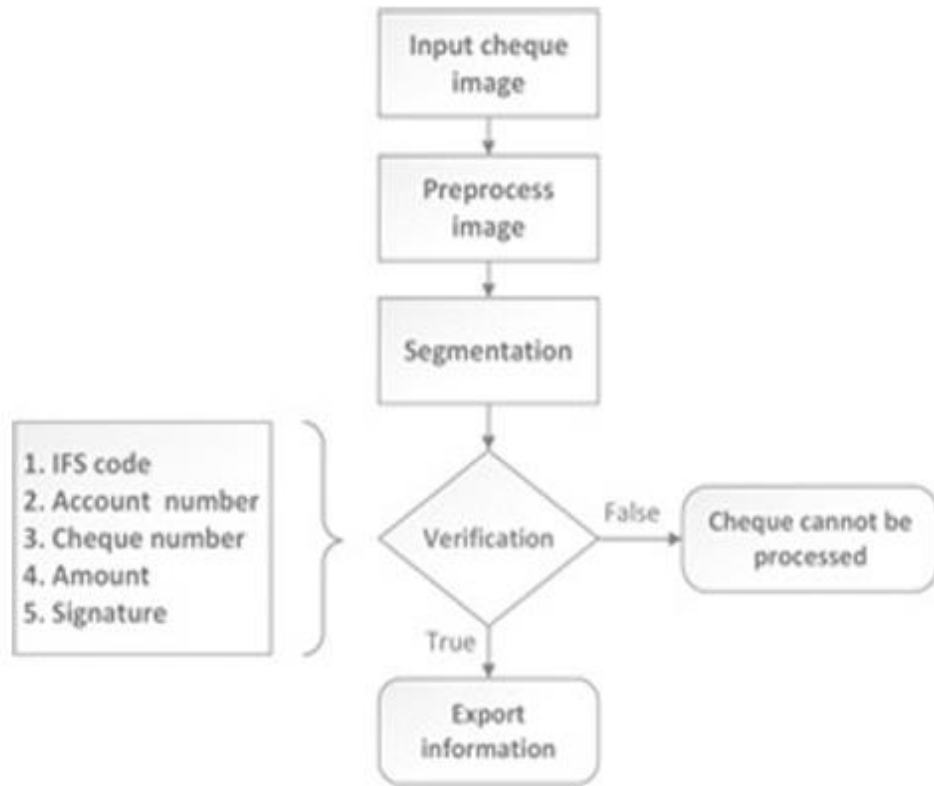 Input cheque
image
Preprocess
image
Segmentation
1. IFS code
2. Account number
3. Cheque number
4. Amount
5. Signature
Verification
False
Cheque cannot be
processed
True
Export
information